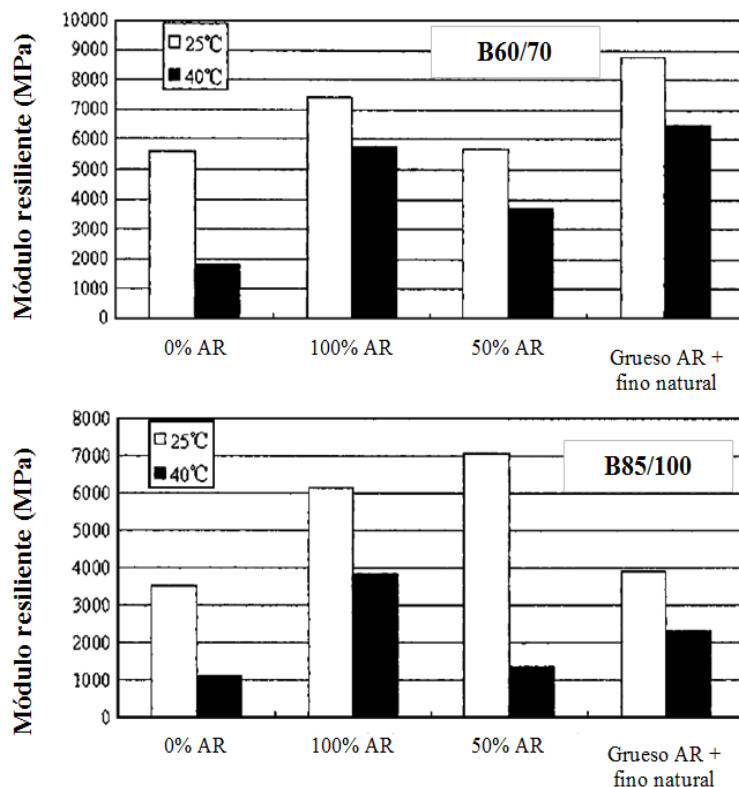 Módulo resiliente (MPa)
10000
9000
8000
7000
6000
5000
4000
3000
2000
1000
0
25℃
40℃
B60/70
0% AR
100% AR
50% AR
Grueso AR +
fino natural
Módulo resiliente (MPa)
8000
7000
6000
5000
4000
3000
2000
1000
0
25℃
40℃
B85/100
0% AR
100% AR
50% AR
Grueso AR +
fino natural